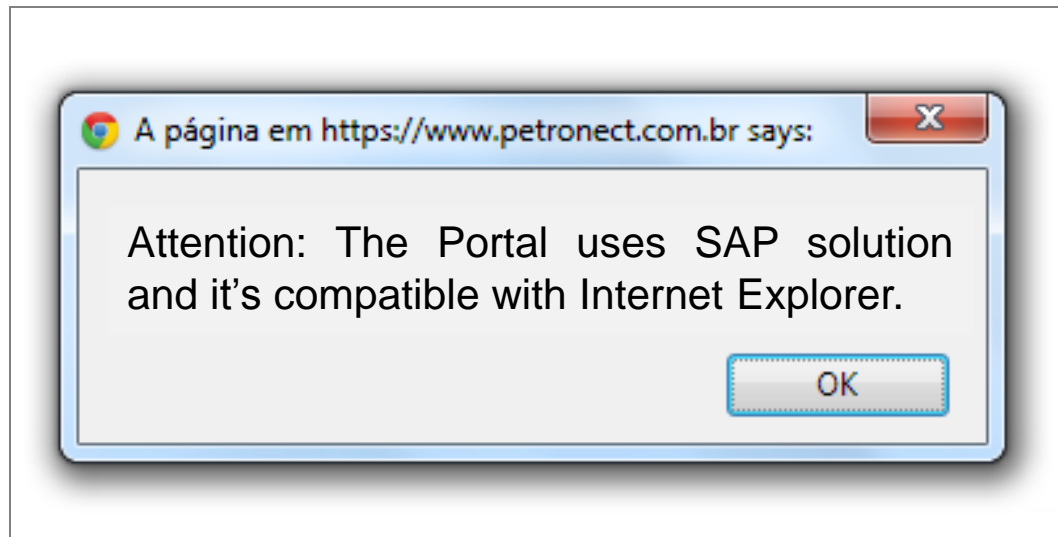 A página em https://www.petronect.com.br says:
Attention: The Portal uses SAP solution
and it’s compatible with Internet Explorer.
OK